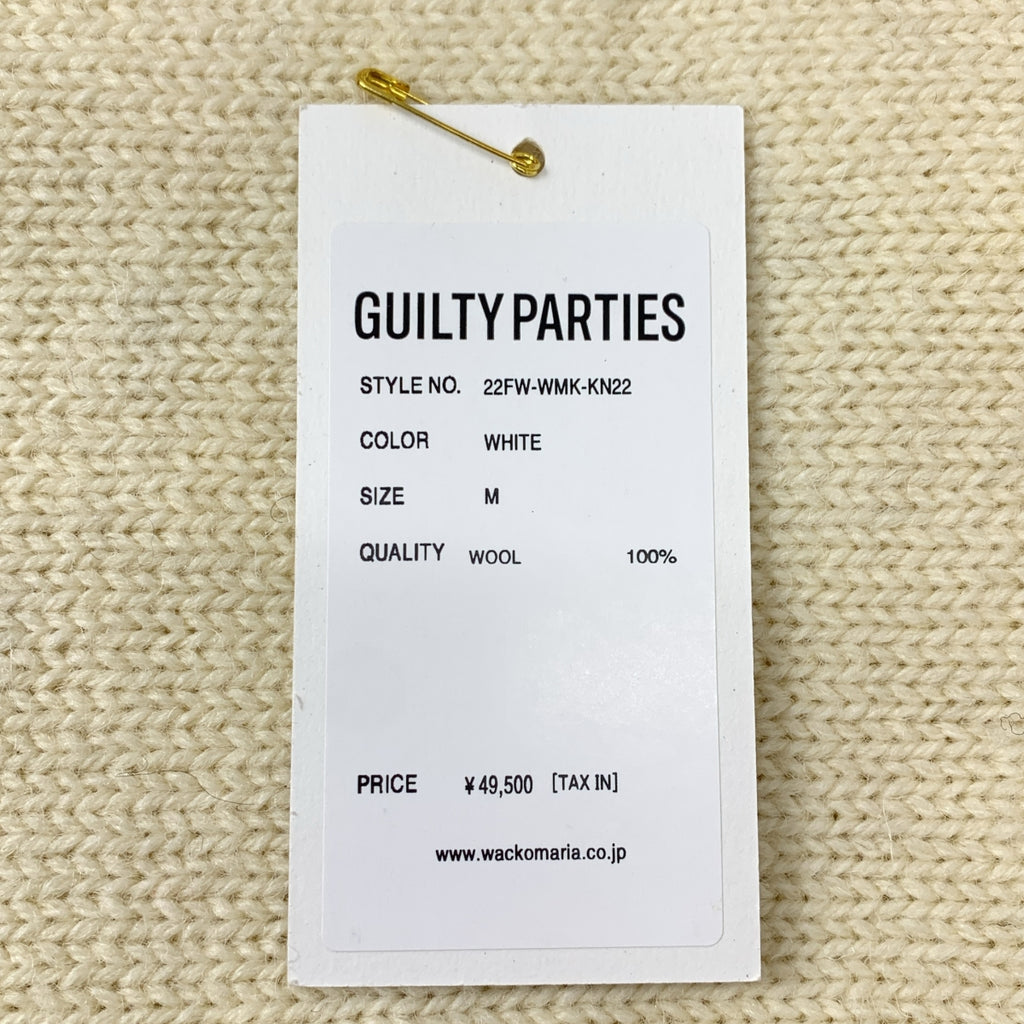 GUILTY PARTIES
STYLE NO. 22FW-WMK-KN22
COLOR WHITE
SIZE M
QUALITY WOOL 100%
PRICE ¥49,500 [TAX IN]
www.wackomaria.co.jp